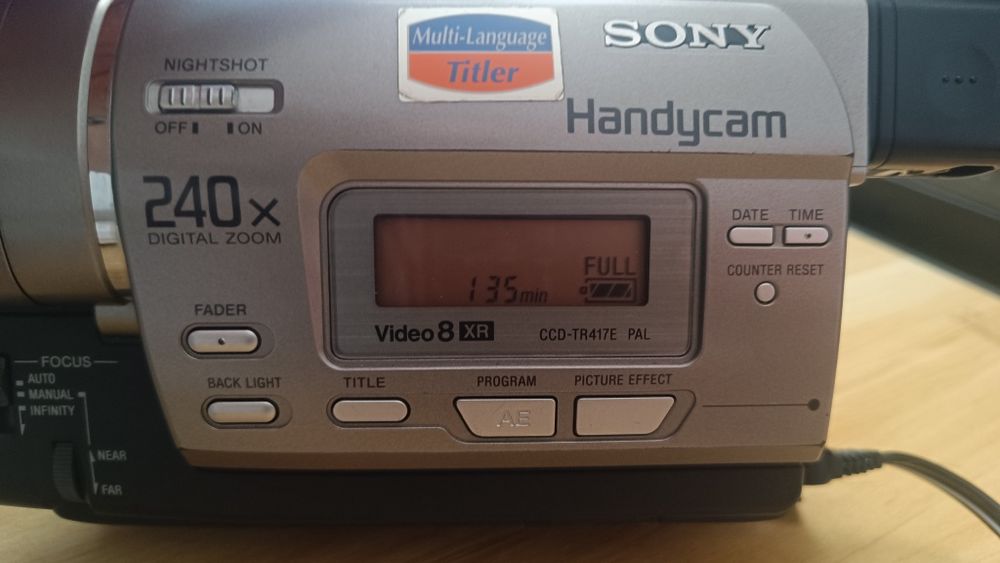 NIGHTSHOT
OFF ON
Multi-Language
Titler
SONY
Handycam
240x
DIGITAL ZOOM
DATE TIME
COUNTER RESET
FULL
135min
Video 8 XR CCD-TR417E PAL
FADER
BACK LIGHT
TITLE
PROGRAM
AE
PICTURE EFFECT
FOCUS
AUTO
MANUAL
INFINITY
NEAR
FAR